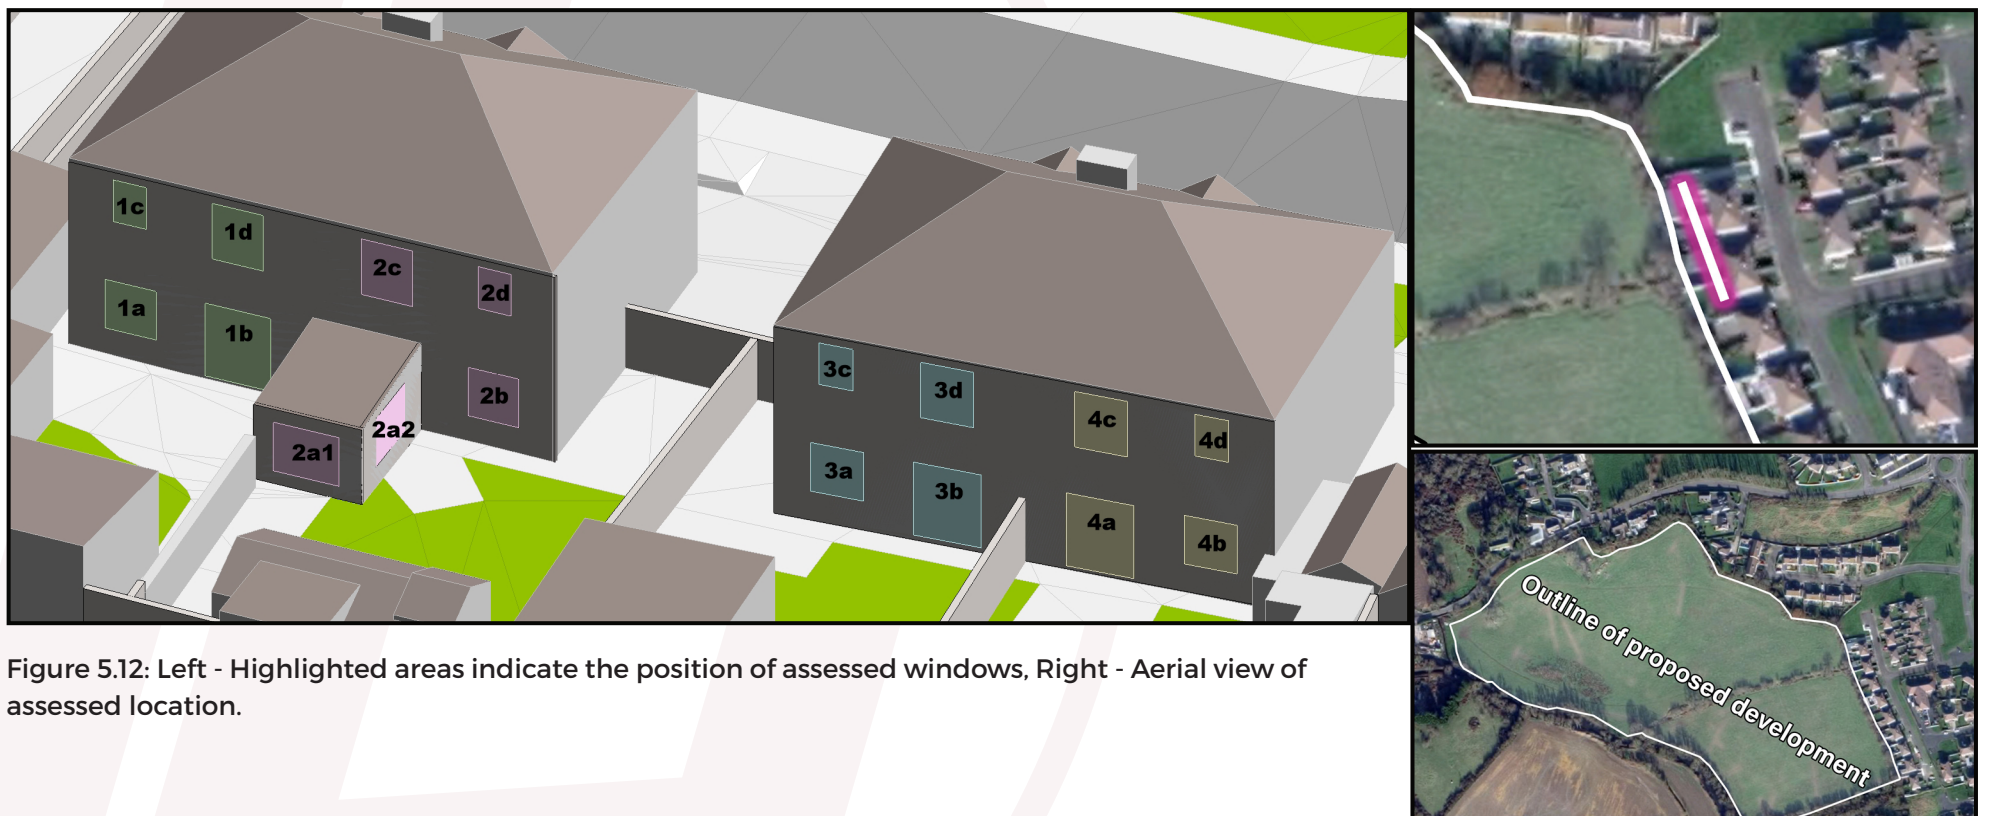 1c
1d
2c
2d
1a
1b
2b
2a1
2a2
3c
3d
4c
4d
3a
3b
4a
4b
Outline of proposed development
Figure 5.12: Left - Highlighted areas indicate the position of assessed windows, Right - Aerial view of
assessed location.